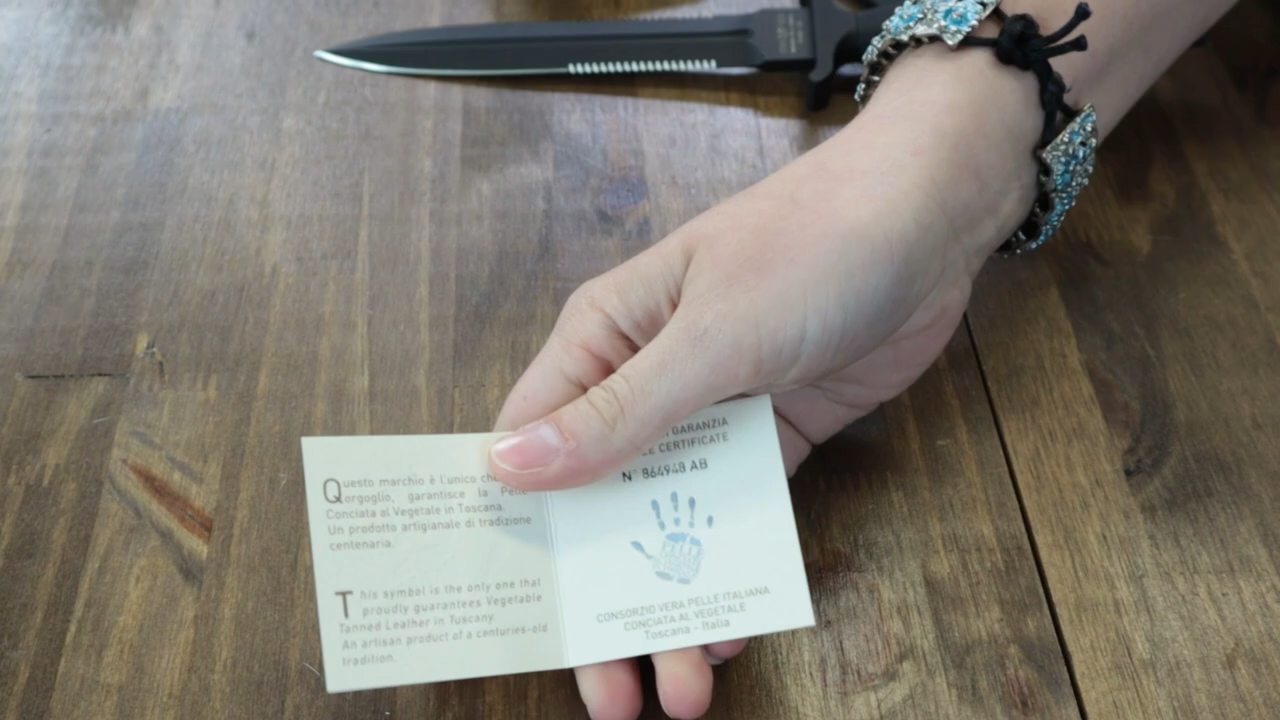 Questo marchio è l'unico
orgoglio, garantisce la Pelle
Conciata al Vegetale in Toscana.
Un prodotto artigianale di tradizione
centenaria.
This symbol is the only one that
proudly guarantees Vegetable
Tanned Leather in Tuscany
An artisan product of a centuries-old
tradition.
GARANZIA
CERTIFICATE
N° 864948 AB
CONSORZIO VERA PELLE ITALIANA
CONCIATA AL VEGETALE
Toscana - Italia